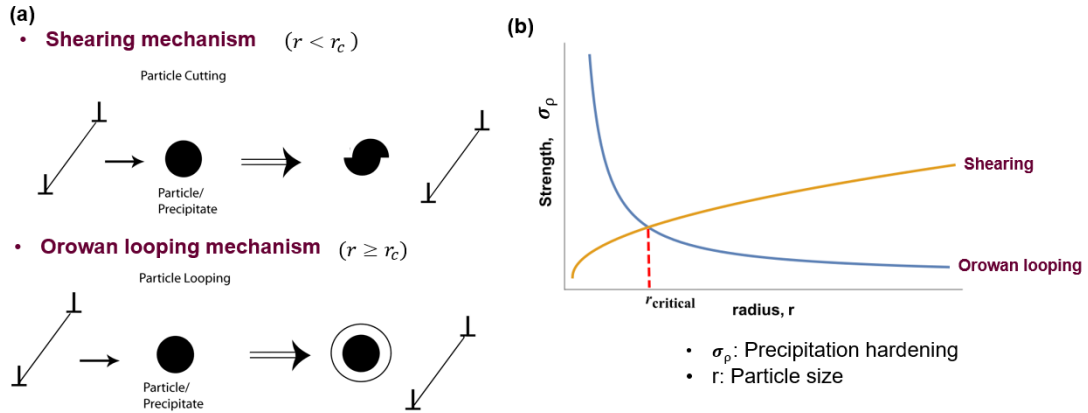 (a)
• Shearing mechanism (r < r_c )
Particle Cutting
Particle/
Precipitate
• Orowan looping mechanism (r ≥ r_c)
Particle Looping
Particle/
Precipitate
(b)
Strength, σ_ρ
Shearing
Orowan looping
r_critical
radius, r
• σ_ρ: Precipitation hardening
• r: Particle size